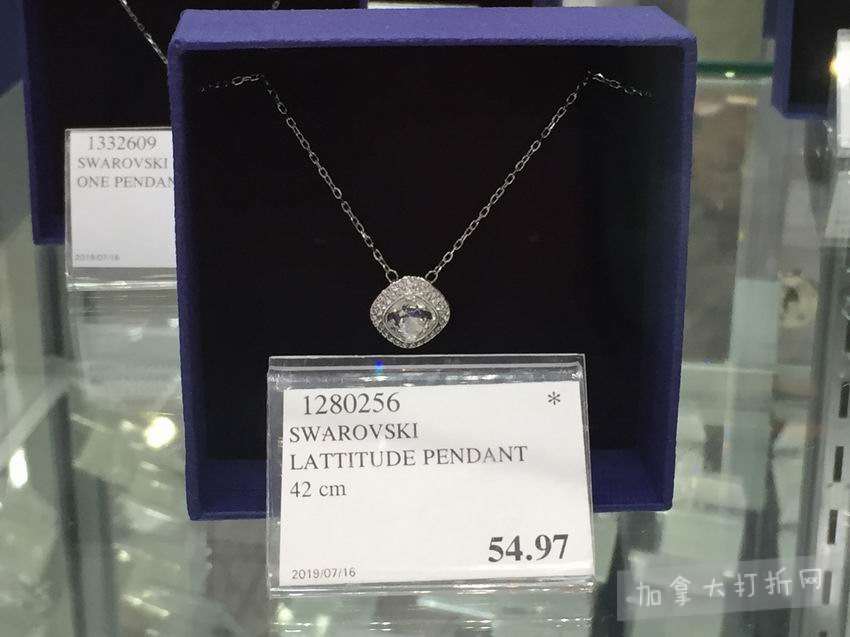 1332609
SWAROVSKI
ONE PENDAN
2019/07/16
1280256 *
SWAROVSKI
LATTITUDE PENDANT
42 cm
54.97
2019/07/16
加拿大打折网